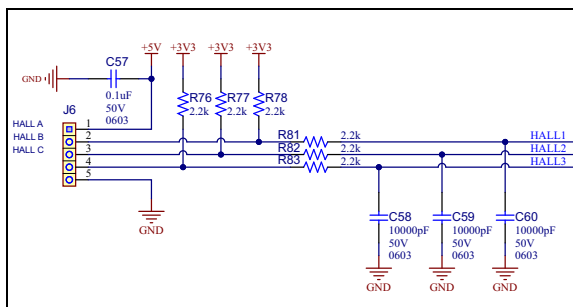 C57
+5V
+3V3
+3V3
+3V3
GND
0.1uF
50V
0603
R76
2.2k
R77
2.2k
R78
2.2k
J6
HALL A
HALL B
HALL C
1
2
3
4
5
R81
2.2k
HALL1
R82
2.2k
HALL2
R83
2.2k
HALL3
GND
C58
10000pF
50V
0603
C59
10000pF
50V
0603
C60
10000pF
50V
0603
GND
GND
GND